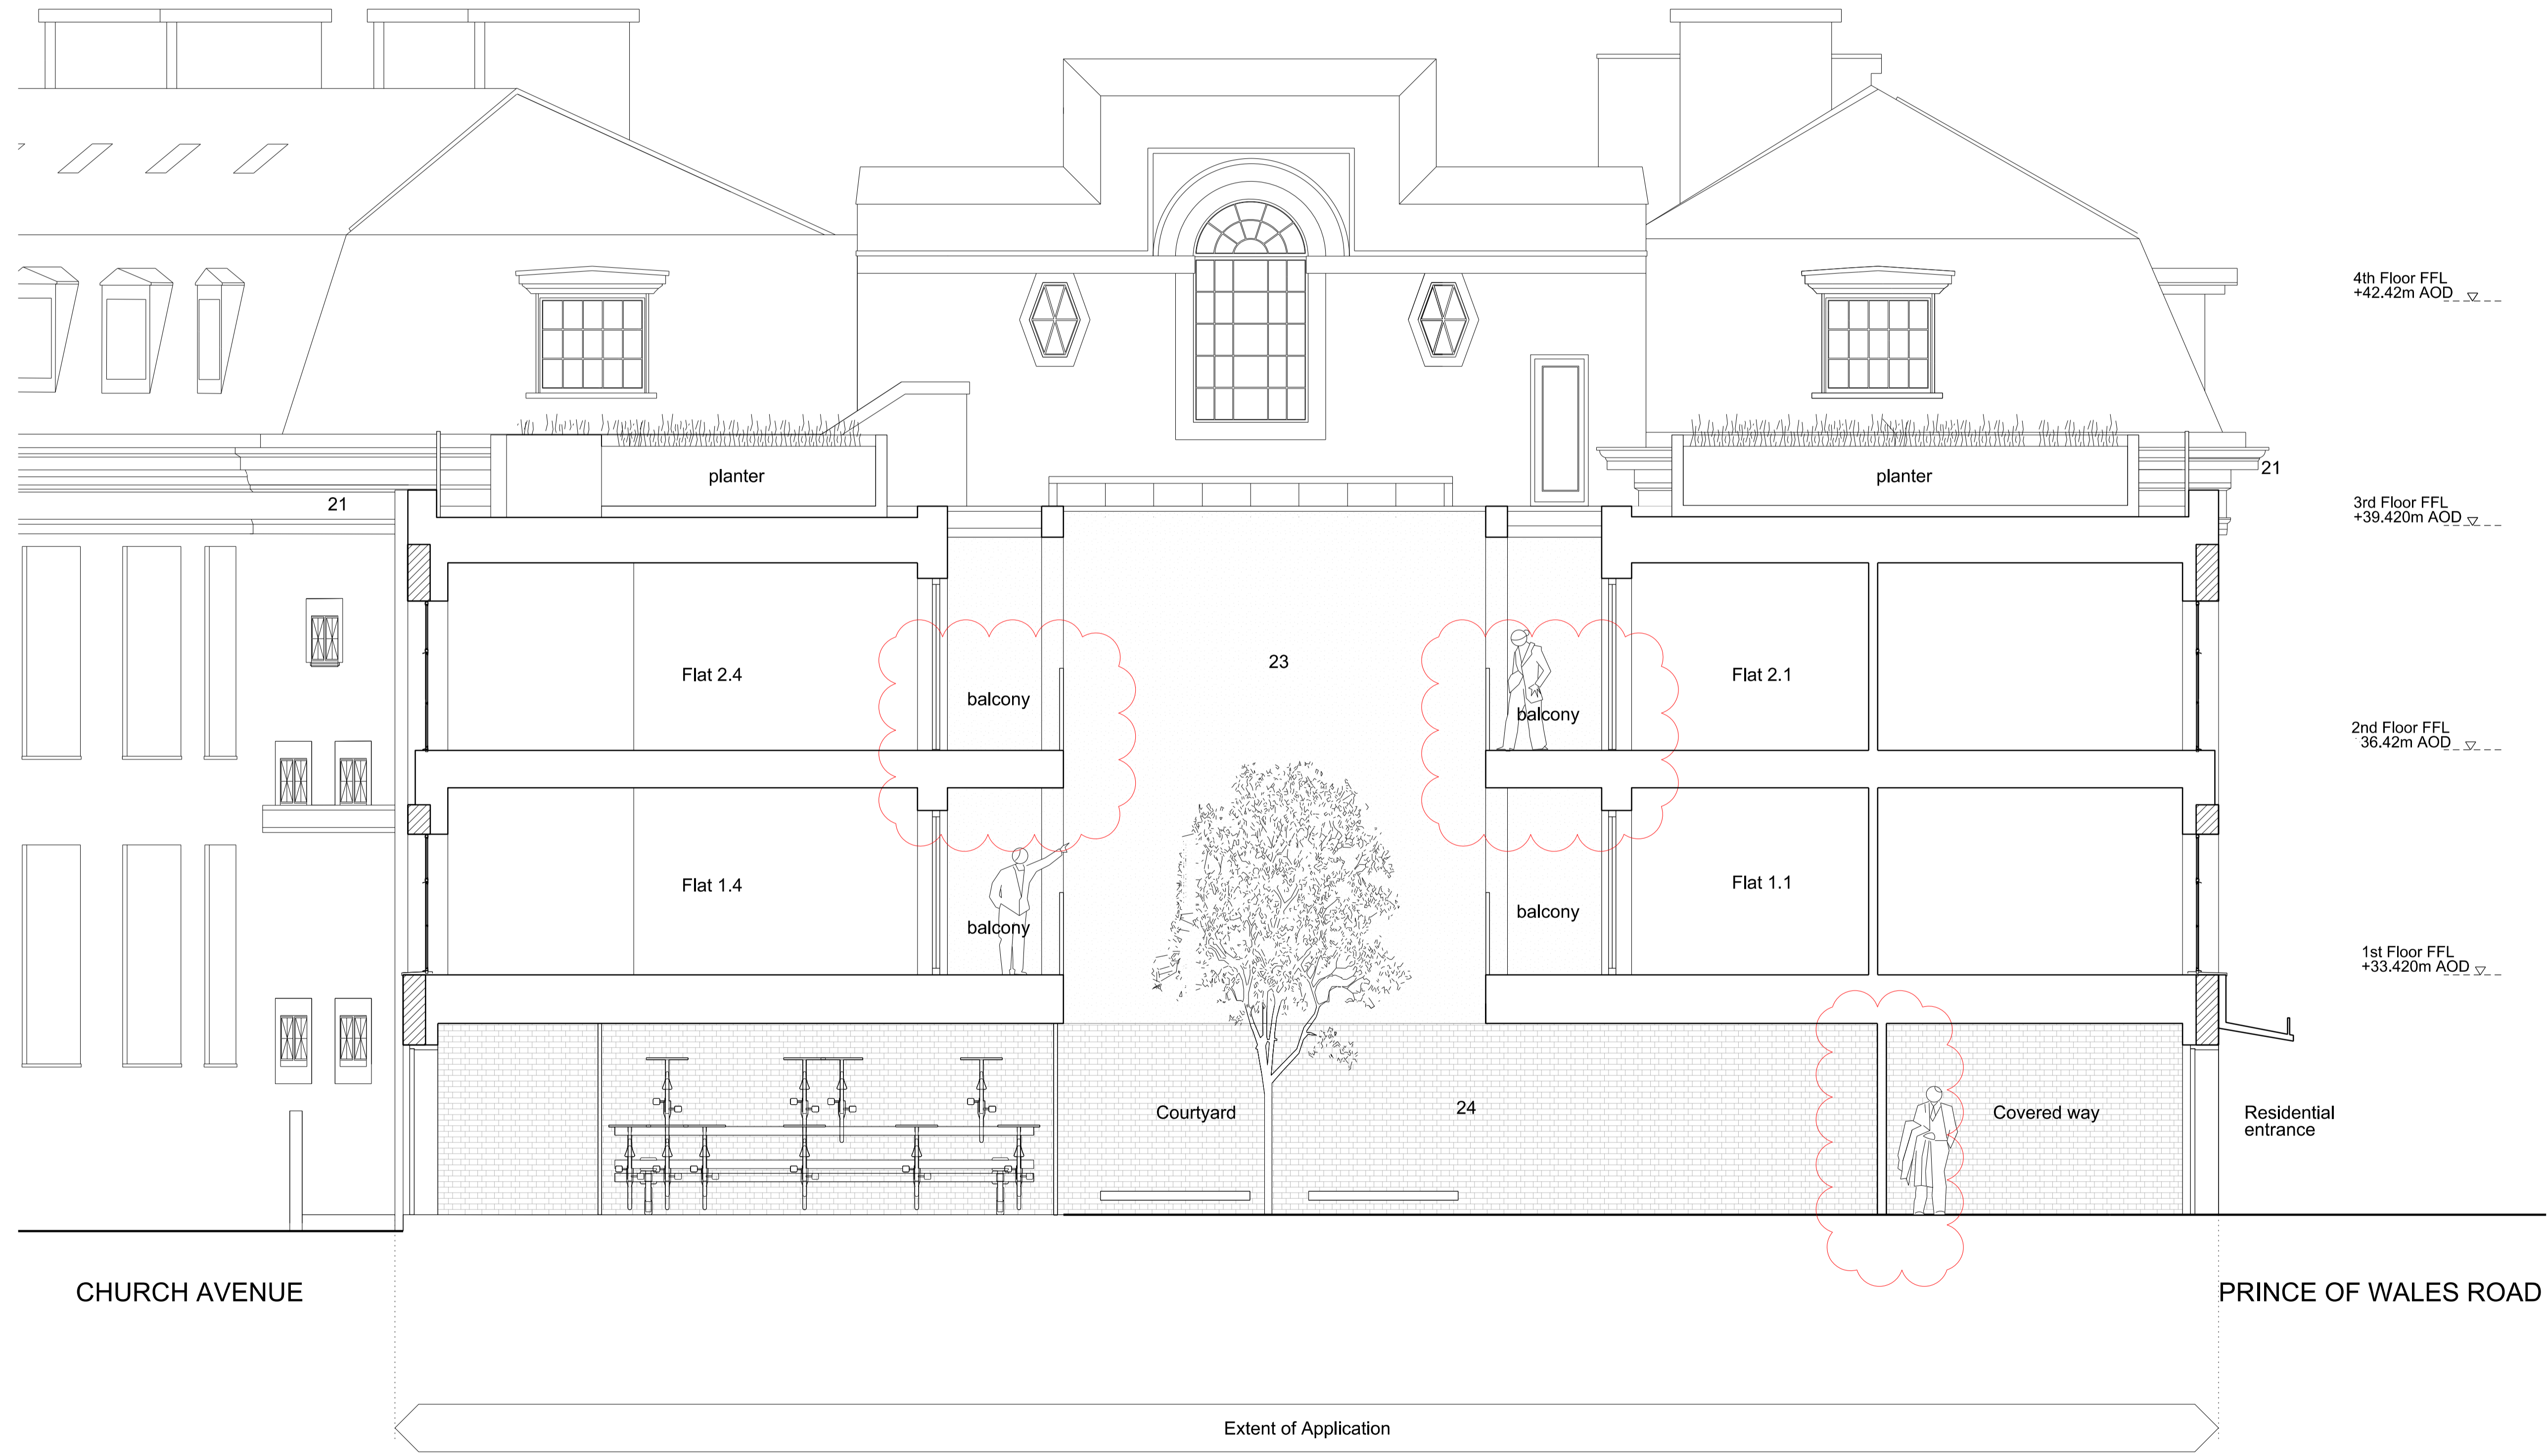 4th Floor FFL
+42.42m AOD
planter
planter
21
21
3rd Floor FFL
+39.420m AOD
23
Flat 2.4
balcony
balcony
Flat 2.1
2nd Floor FFL
36.42m AOD
Flat 1.4
balcony
balcony
Flat 1.1
1st Floor FFL
+33.420m AOD
Courtyard
24
Covered way
Residential
entrance
CHURCH AVENUE
PRINCE OF WALES ROAD
Extent of Application